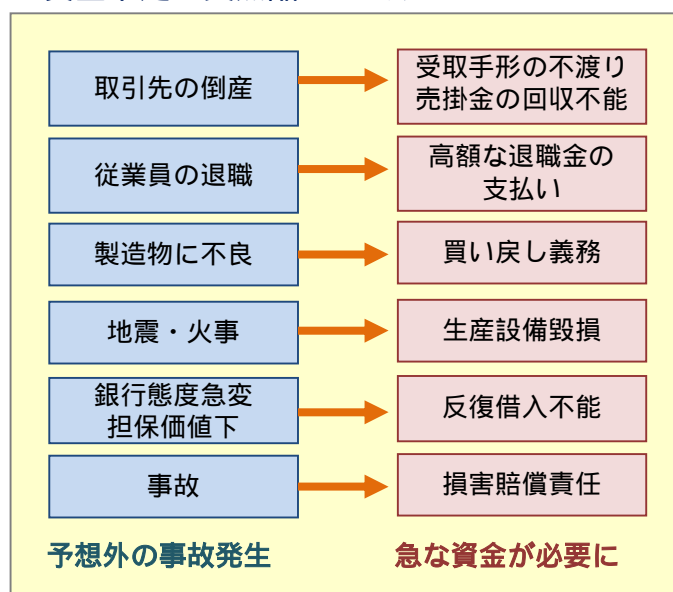 取引先の倒産
受取手形の不渡り
売掛金の回収不能
従業員の退職
高額な退職金の
支払い
製造物に不良
買い戻し義務
地震・火事
生産設備毀損
銀行態度急変
担保価値下
反復借入不能
事故
損害賠償責任
予想外の事故発生
急な資金が必要に